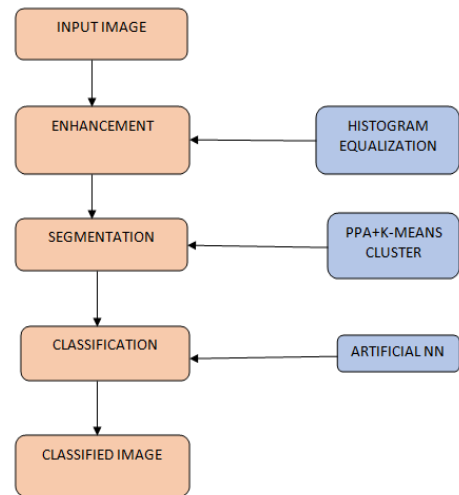 INPUT IMAGE
ENHANCEMENT
HISTOGRAM
EQUALIZATION
SEGMENTATION
PPA+K-MEANS
CLUSTER
CLASSIFICATION
ARTIFICIAL NN
CLASSIFIED IMAGE